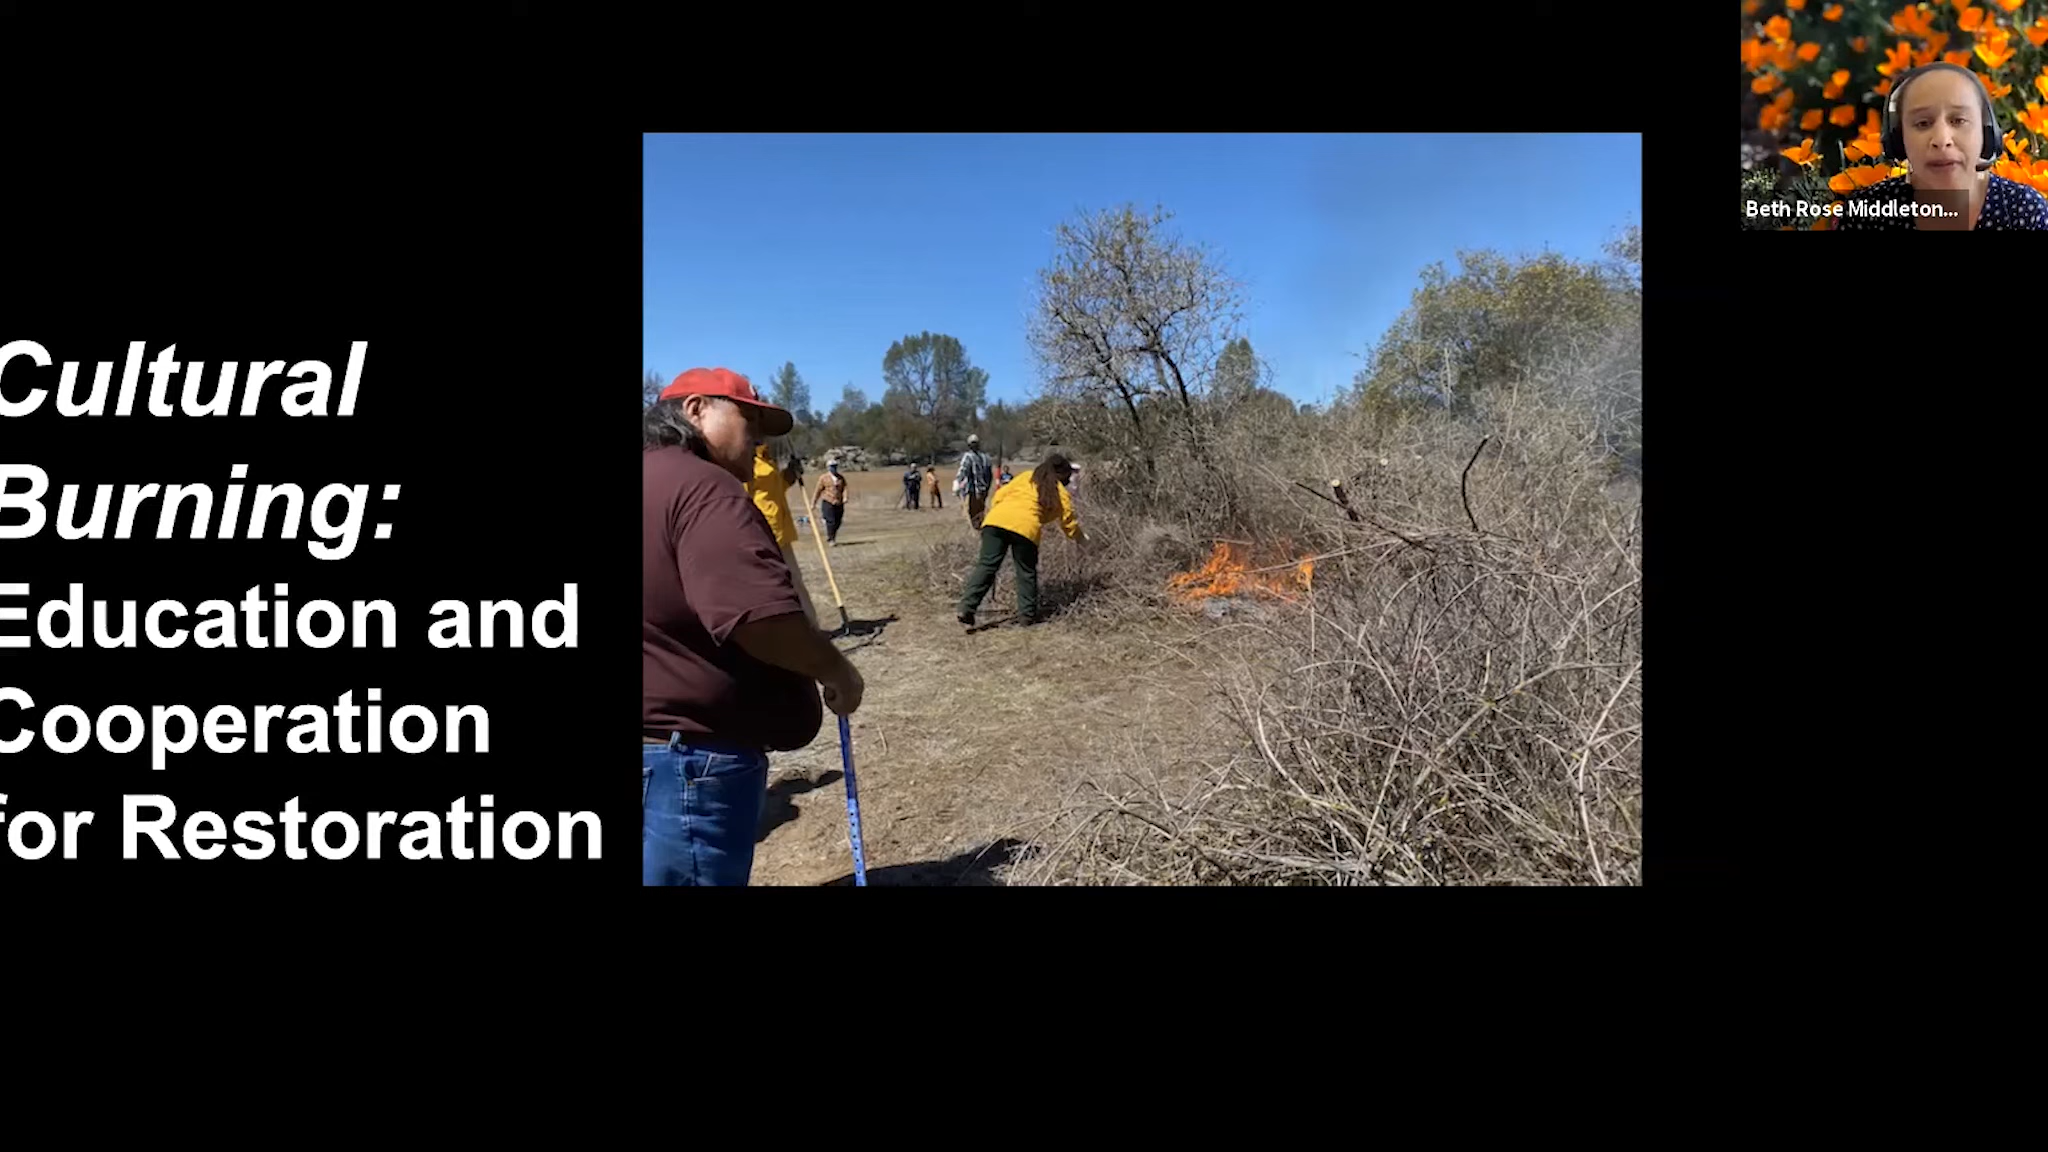 Cultural
Burning:
Education and
Cooperation
for Restoration
Beth Rose Middleton...